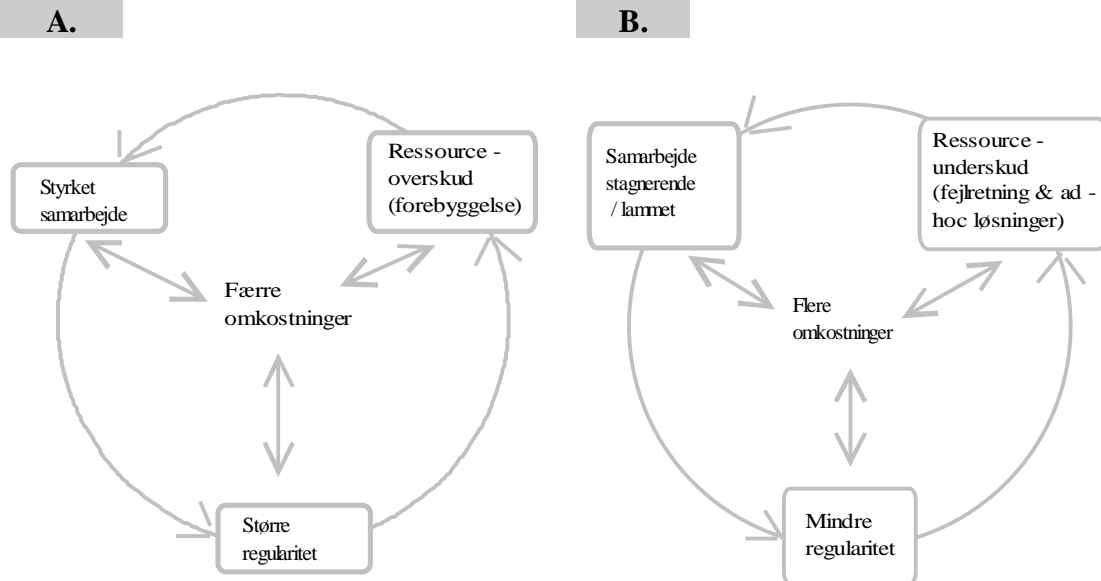 A.
Styrket
samarbejde
Ressource -
overskud
(forebyggelse)
Færre
omkostninger
Større
regularitet
B.
Samarbejde
stagnerende
/ lammet
Ressource -
underskud
(fejlretning & ad -
hoc løsninger)
Flere
omkostninger
Mindre
regularitet